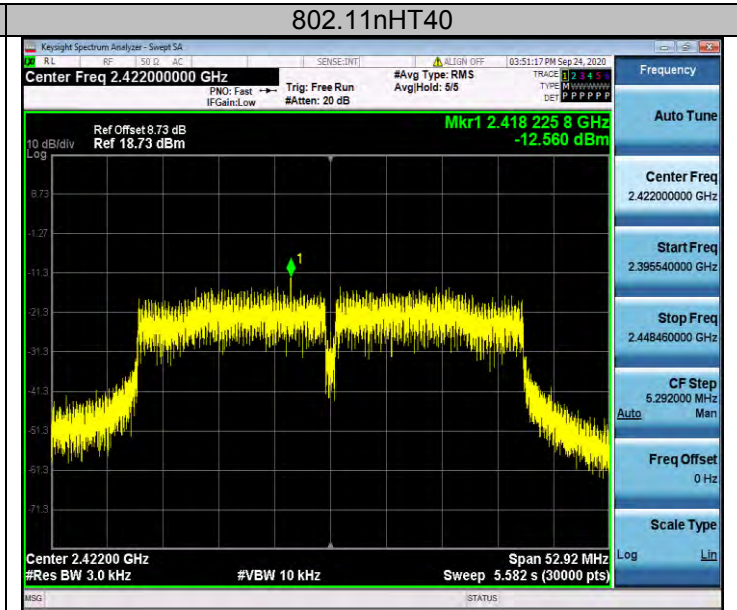 802.11nHT40
Keysight Spectrum Analyzer - Swept SA
RL RF 50 Ω AC SENSE:INT ALIGN OFF 03:51:17 PM Sep 24, 2020
Center Freq 2.422000000 GHz
PNO: Fast
IFGain:Low
Trig: Free Run
#Atten: 20 dB
#Avg Type: RMS
Avg|Hold: 5/5
TRACE 1 2 3 4 5 6
TYPE M W W W W W
DET P P P P P P
Ref Offset 8.73 dB
Ref 18.73 dBm
10 dB/div
Log
Mkr1 2.418 225 8 GHz
-12.560 dBm
8.73
-1.27
-11.3
-21.3
-31.3
-41.3
-51.3
-61.3
-71.3
1
Center 2.42200 GHz
Span 52.92 MHz
#Res BW 3.0 kHz
#VBW 10 kHz
Sweep 5.582 s (30000 pts)
MSG
STATUS
Frequency
Auto Tune
Center Freq
2.422000000 GHz
Start Freq
2.395540000 GHz
Stop Freq
2.448460000 GHz
CF Step
5.292000 MHz
Auto Man
Freq Offset
0 Hz
Scale Type
Log Lin